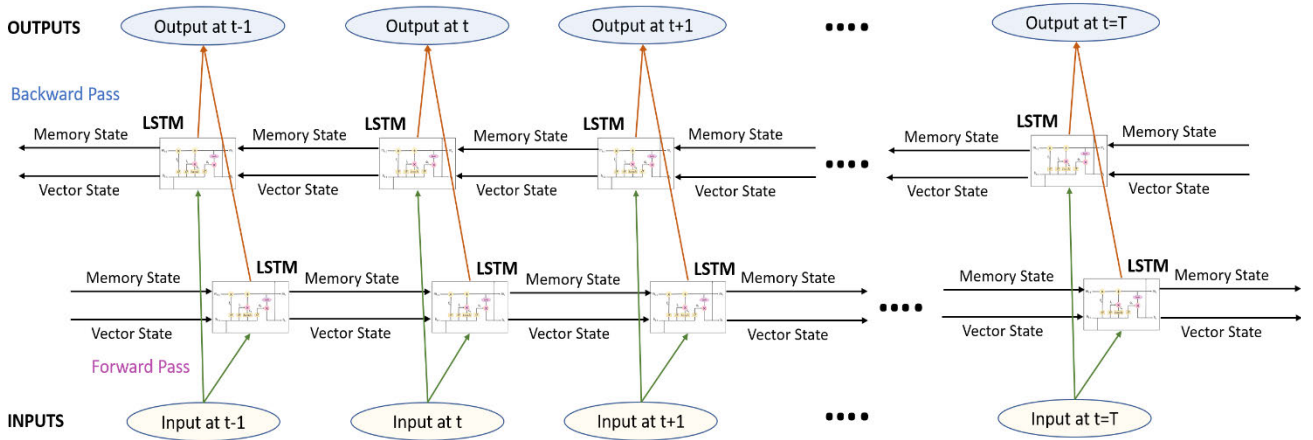 OUTPUTS
Output at t-1
Output at t
Output at t+1
Output at t=T
Backward Pass
LSTM
LSTM
LSTM
LSTM
Memory State
Memory State
Memory State
Memory State
Memory State
Memory State
Vector State
Vector State
Vector State
Vector State
Vector State
Vector State
LSTM
LSTM
LSTM
LSTM
Memory State
Memory State
Memory State
Memory State
Memory State
Memory State
Vector State
Vector State
Vector State
Vector State
Vector State
Vector State
Forward Pass
INPUTS
Input at t-1
Input at t
Input at t+1
Input at t=T